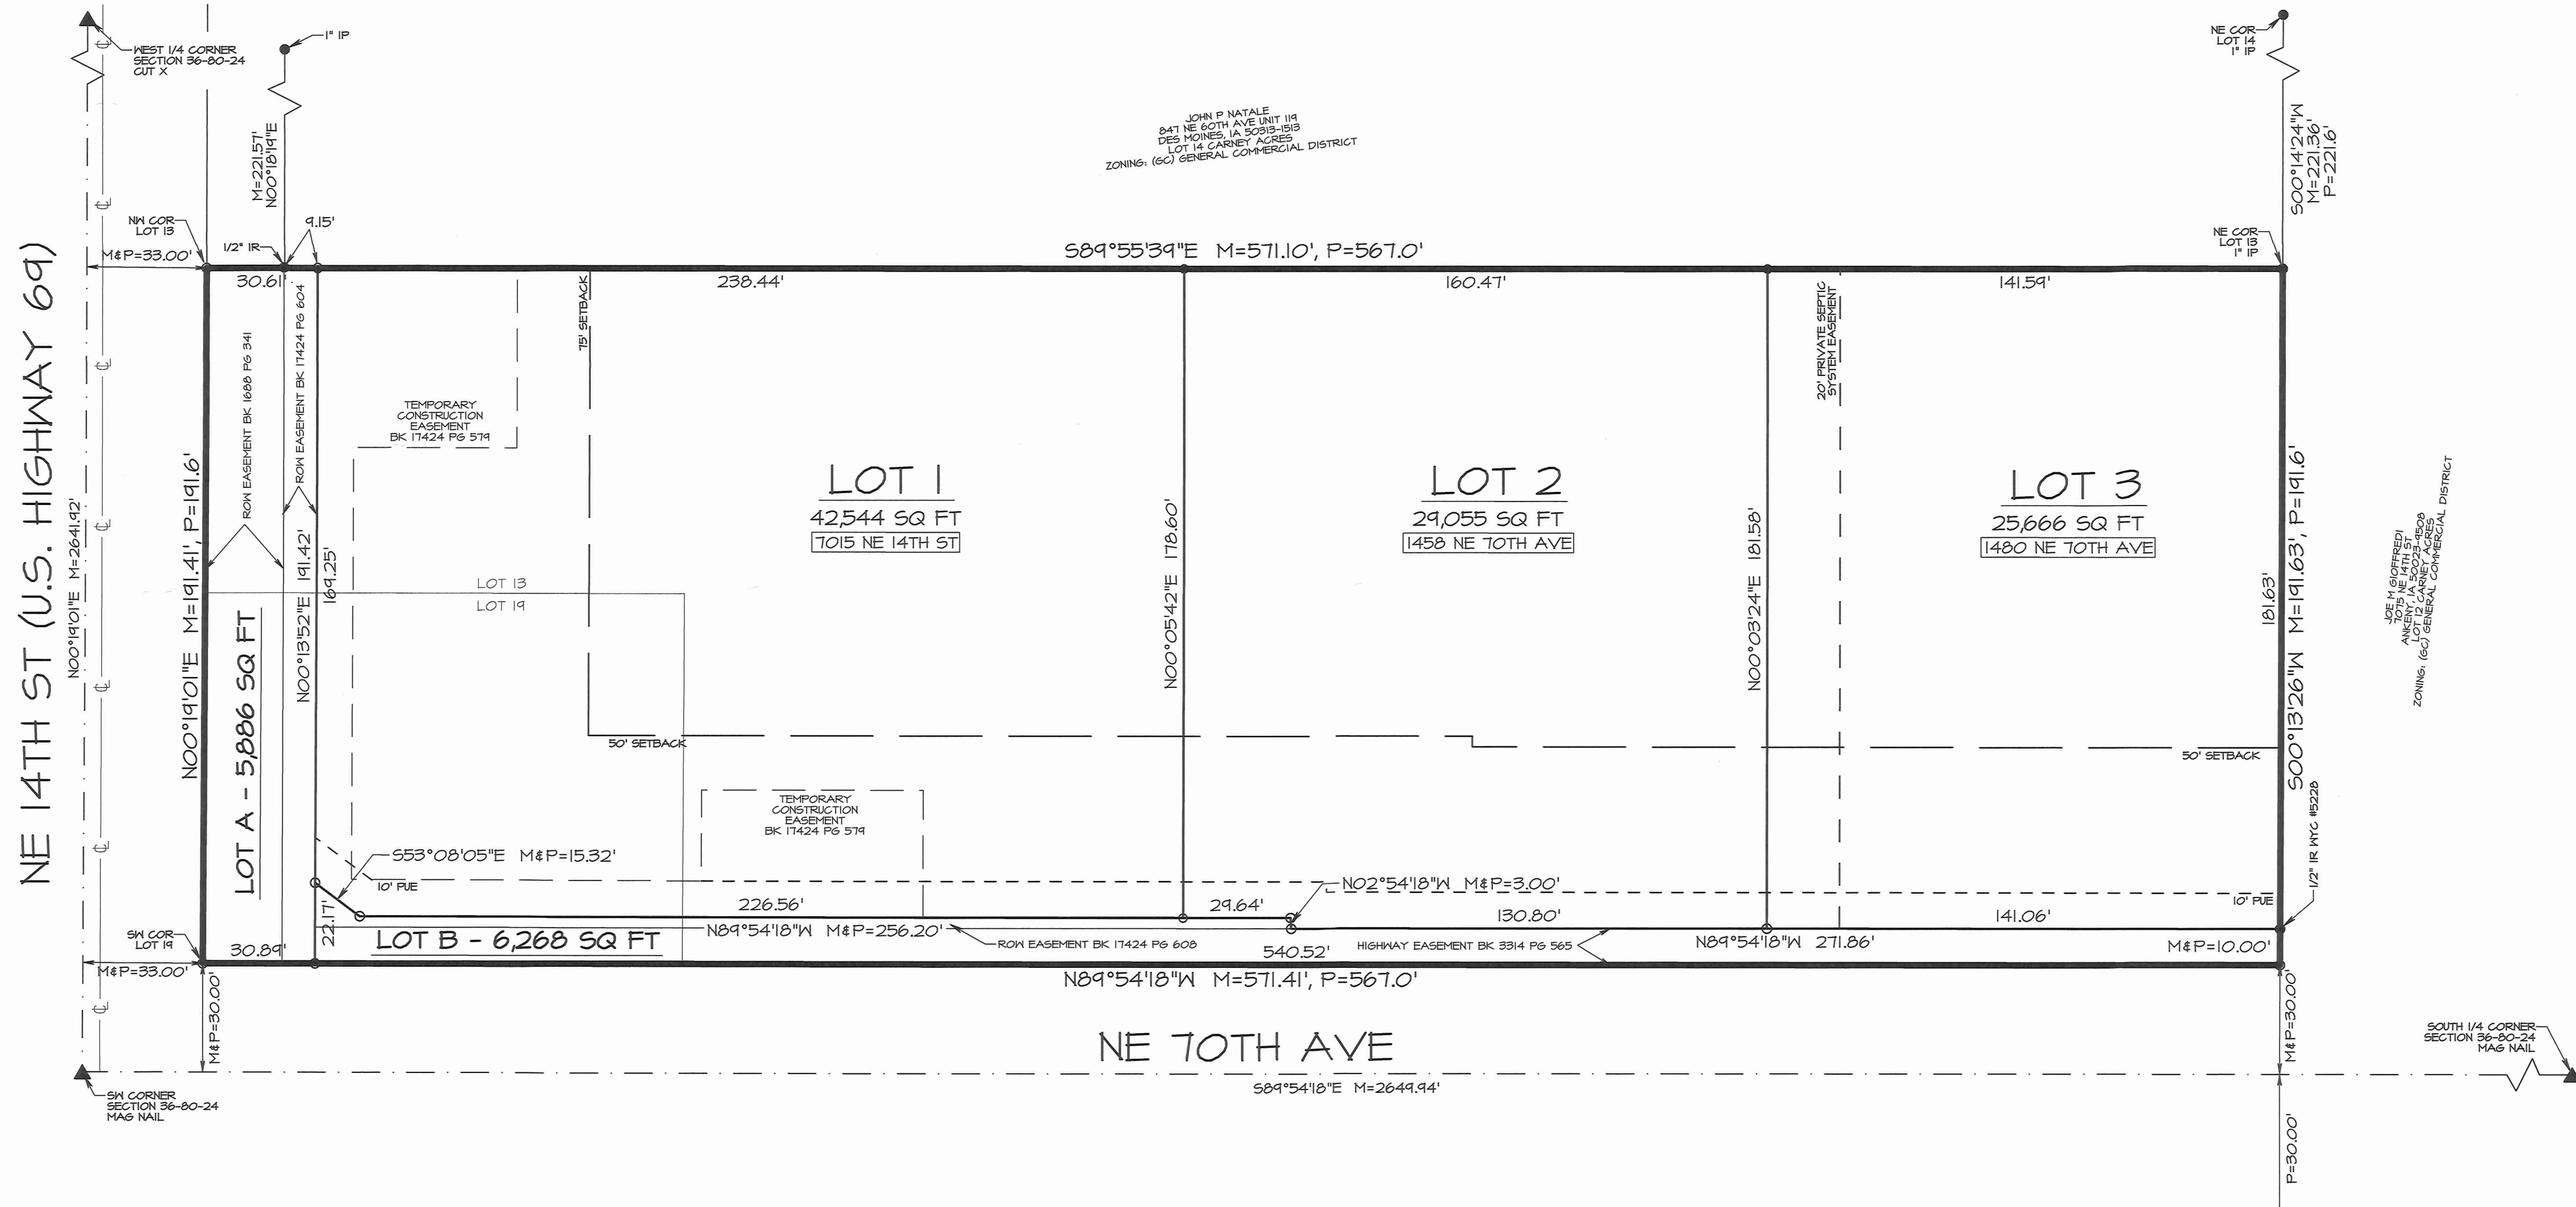 WEST 1/4 CORNER
SECTION 36-80-24
CUT X
1" IP
NE COR
LOT 14
1" IP
JOHN P NATALE
847 NE 60TH AVE UNIT 119
DES MOINES, IA 50313-1513
LOT 14 CARNEY ACRES
ZONING: (GC) GENERAL COMMERCIAL DISTRICT
M=221.57'
N00°18'19"E
S00°14'24"W
M=221.36'
P=221.6'
NW COR
LOT 13
1/2" IR
9.15'
M&P=33.00'
S89°55'39"E M=571.10', P=567.0'
NE COR
LOT 13
1" IP
30.61'
238.44'
160.47'
141.59'
NE 14TH ST (U.S. HIGHWAY 69)
N00°19'01"E M=2641.92'
N00°19'01"E M=191.41', P=191.6'
ROW EASEMENT BK 1688 PG 341
ROW EASEMENT BK 17424 PG 604
N00°13'52"E 191.42'
169.25'
TEMPORARY
CONSTRUCTION
EASEMENT
BK 17424 PG 579
75' SETBACK
LOT 1
42,544 SQ FT
7015 NE 14TH ST
N00°05'42"E 178.60'
LOT 2
29,055 SQ FT
1458 NE 70TH AVE
N00°03'24"E 181.58'
20' PRIVATE SEPTIC
SYSTEM EASEMENT
LOT 3
25,666 SQ FT
1480 NE 70TH AVE
181.63'
S00°13'26"W M=191.63', P=191.6'
JOE M GIOFFREDI
7075 NE 14TH ST
ANKENY, IA 50023-9508
LOT 12 CARNEY ACRES
ZONING: (GC) GENERAL COMMERCIAL DISTRICT
LOT 13
LOT 19
LOT A - 5,886 SQ FT
50' SETBACK
50' SETBACK
TEMPORARY
CONSTRUCTION
EASEMENT
BK 17424 PG 579
1/2" IR WYC #5228
S53°08'05"E M&P=15.32'
10' PUE
N02°54'18"W M&P=3.00'
10' PUE
226.56'
29.64'
130.80'
141.06'
22.17'
SW COR
LOT 19
30.89'
LOT B - 6,268 SQ FT
N89°54'18"W M&P=256.20'
ROW EASEMENT BK 17424 PG 608
540.52'
HIGHWAY EASEMENT BK 3314 PG 565
N89°54'18"W 271.86'
M&P=10.00'
M&P=33.00'
N89°54'18"W M=571.41', P=567.0'
M&P=30.00'
M&P=30.00'
NE 70TH AVE
SOUTH 1/4 CORNER
SECTION 36-80-24
MAG NAIL
S89°54'18"E M=2649.94'
SW CORNER
SECTION 36-80-24
MAG NAIL
P=30.00'